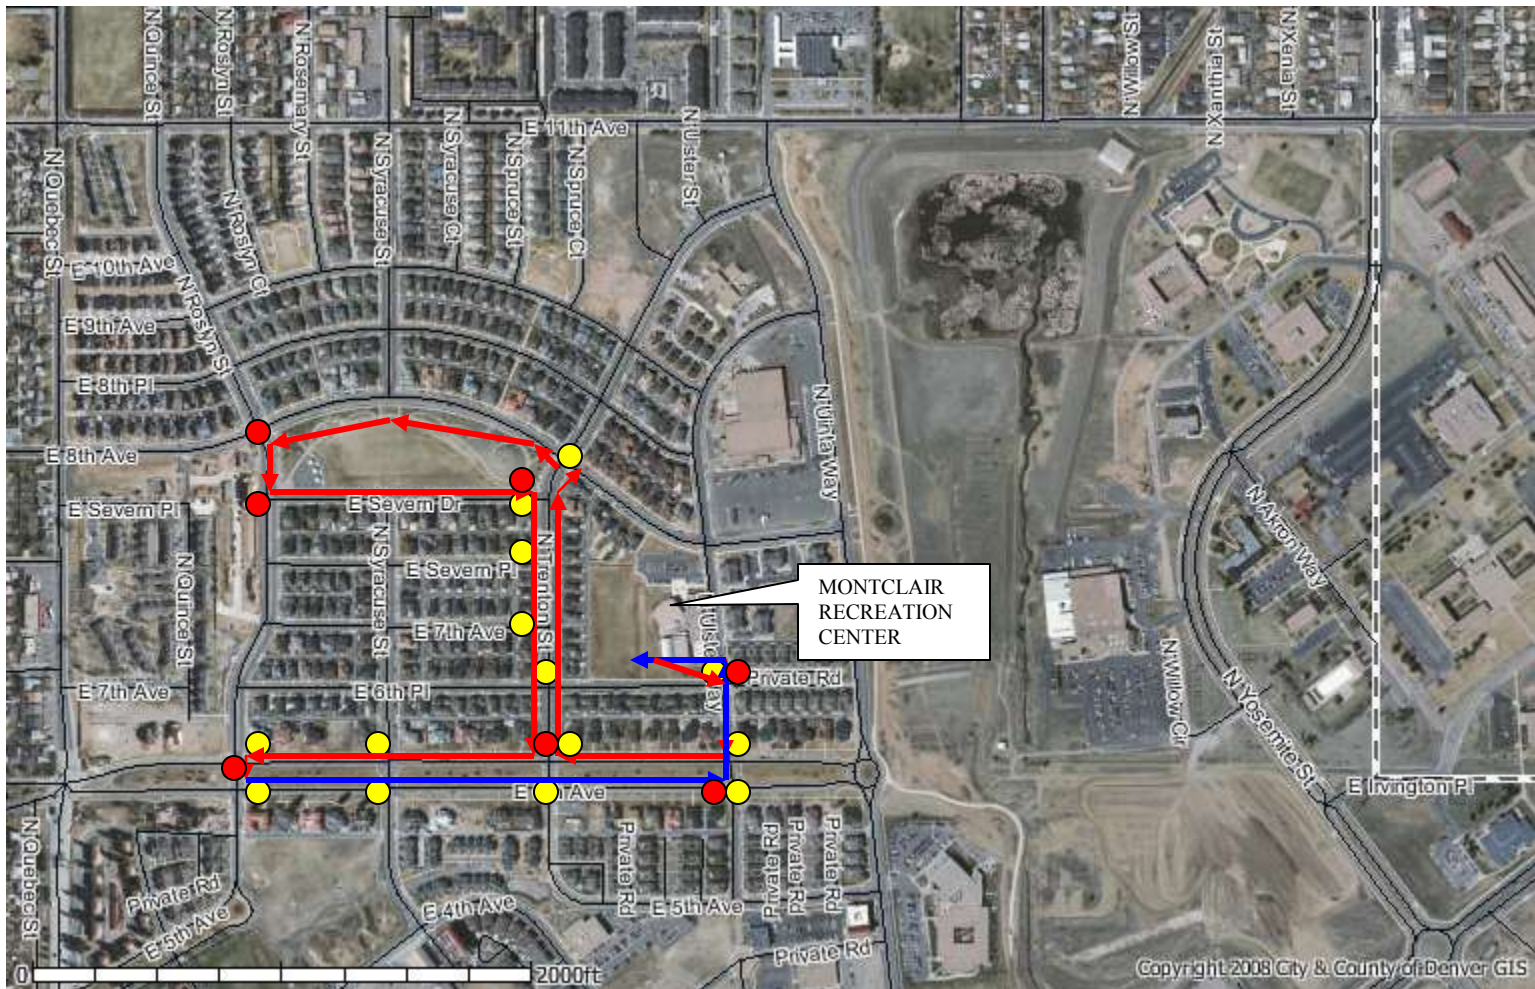 N Quince St
N Roslyn St
N Rosemary St
N Willow St
N Xanthia St
N Xenia St
E 11th Ave
N Quebec St
N Syracuse St
N Syracuse Ct
N Spruce St
N Spruce Ct
N Uster St
N Roslyn Cr
E 10th Ave
N Roslyn St
E 9th Ave
E 8th Pl
N Uinta Way
E 8th Ave
E Severn Pl
E Severn Dr
N Akron Way
N Quince St
N Syracuse St
E Severn Pl
N Trenton St
MONTCLAIR
RECREATION
CENTER
E 7th Ave
E 7th Ave
E 6th Pl
Private Rd
N Willow Cir
N Yosemite St
E Irvington Pl
N Quebec St
Private Rd
Private Rd
Private Rd
Private Rd
Private Rd
E 5th Ave
E 4th Ave
E 5th Ave
Private Rd
0
2000ft
Copyright 2008 City & County of Denver GIS